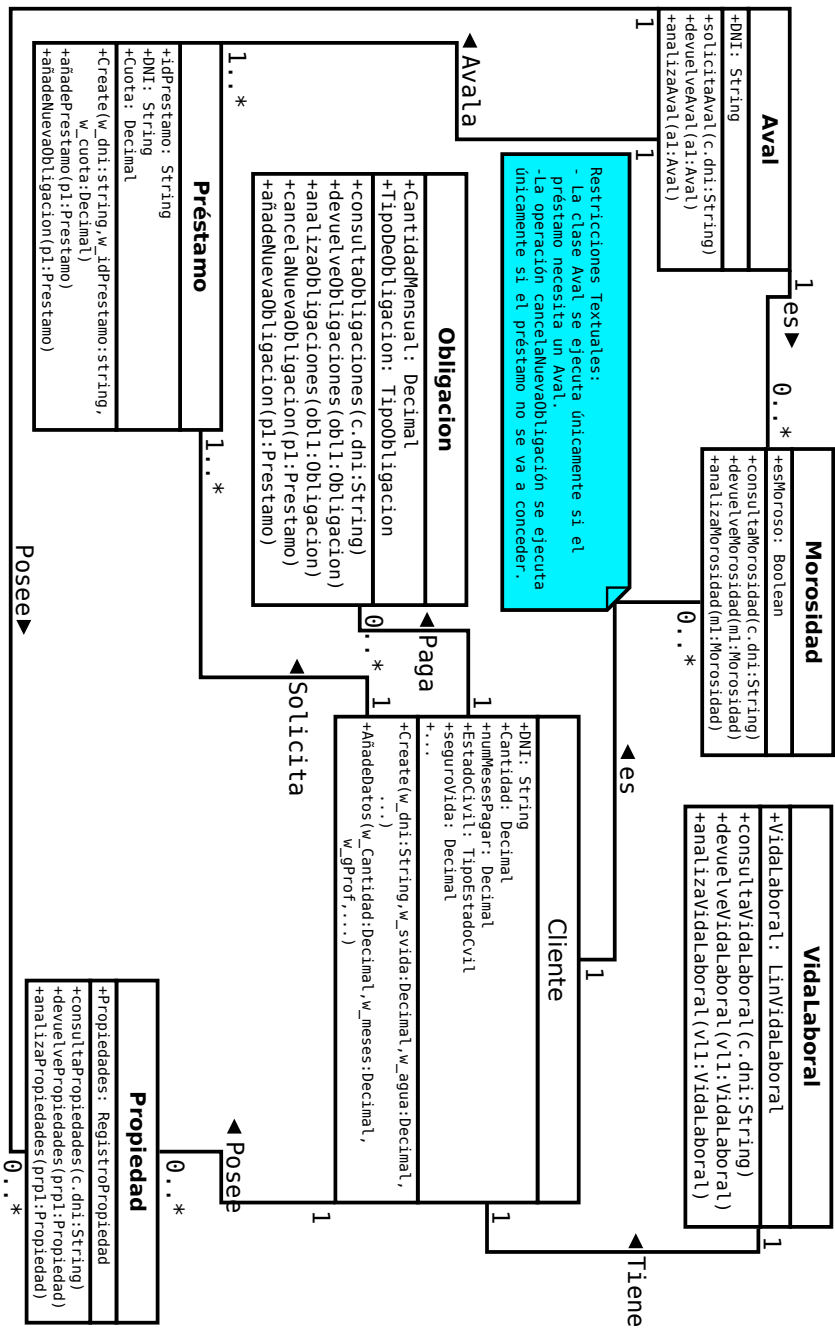 Aval
+DNI: String
+solicitaAval(c.dni:String)
+devuelveAval(a1:Aval)
+analizaAval(a1:Aval)
1
1
1
es▶
0..*
Morosidad
+esMoroso: Boolean
+consultaMorosidad(c.dni:String)
+devuelveMorosidad(m1:Morosidad)
+analizaMorosidad(m1:Morosidad)
0..*
VidaLaboral
+VidaLaboral: LinVidaLaboral
+consultaVidaLaboral(c.dni:String)
+devuelveVidaLaboral(vl1:VidaLaboral)
+analizaVidaLaboral(vl1:VidaLaboral)
1
◀ Avala
1..*
Restricciones Textuales:
- La clase Aval se ejecuta únicamente si el
préstamo necesita un Aval.
-La operación cancelaNuevaObligación se ejecuta
únicamente si el préstamo no se va a conceder.
◀ es
1
◀ Tiene
1
Obligacion
+CantidadMensual: Decimal
+TipoDeObligacion: TipoObligacion
+consultaObligaciones(c.dni:String)
+devuelveObligaciones(obl1:Obligacion)
+analizaObligaciones(obl1:Obligacion)
+cancelaNuevaObligacion(p1:Prestamo)
+añadeNuevaObligacion(p1:Prestamo)
0..*
◀ Paga
1
Cliente
+DNI: String
+Cantidad: Decimal
+numMesesPagar: Decimal
+EstadoCivil: TipoEstadoCvil
+seguroVida: Decimal
+...
+Create(w_dni:String,w_svida:Decimal,w_agua:Decimal,
...)
+AñadeDatos(w_Cantidad:Decimal,w_meses:Decimal,
w_gProf,...)
1
1
Préstamo
+idPrestamo: String
+DNI: String
+Cuota: Decimal
+Create(w_dni:string,w_idPrestamo:string,
w_cuota:Decimal)
+añadePrestamo(p1:Prestamo)
+añadeNuevaObligacion(p1:Prestamo)
1..*
◀ Solicita
◀ Posee
0..*
Propiedad
+Propiedades: RegistroPropiedad
+consultaPropiedades(c.dni:String)
+devuelvePropiedades(prp1:Propiedad)
+analizaPropiedades(prp1:Propiedad)
0..*
Posee▶